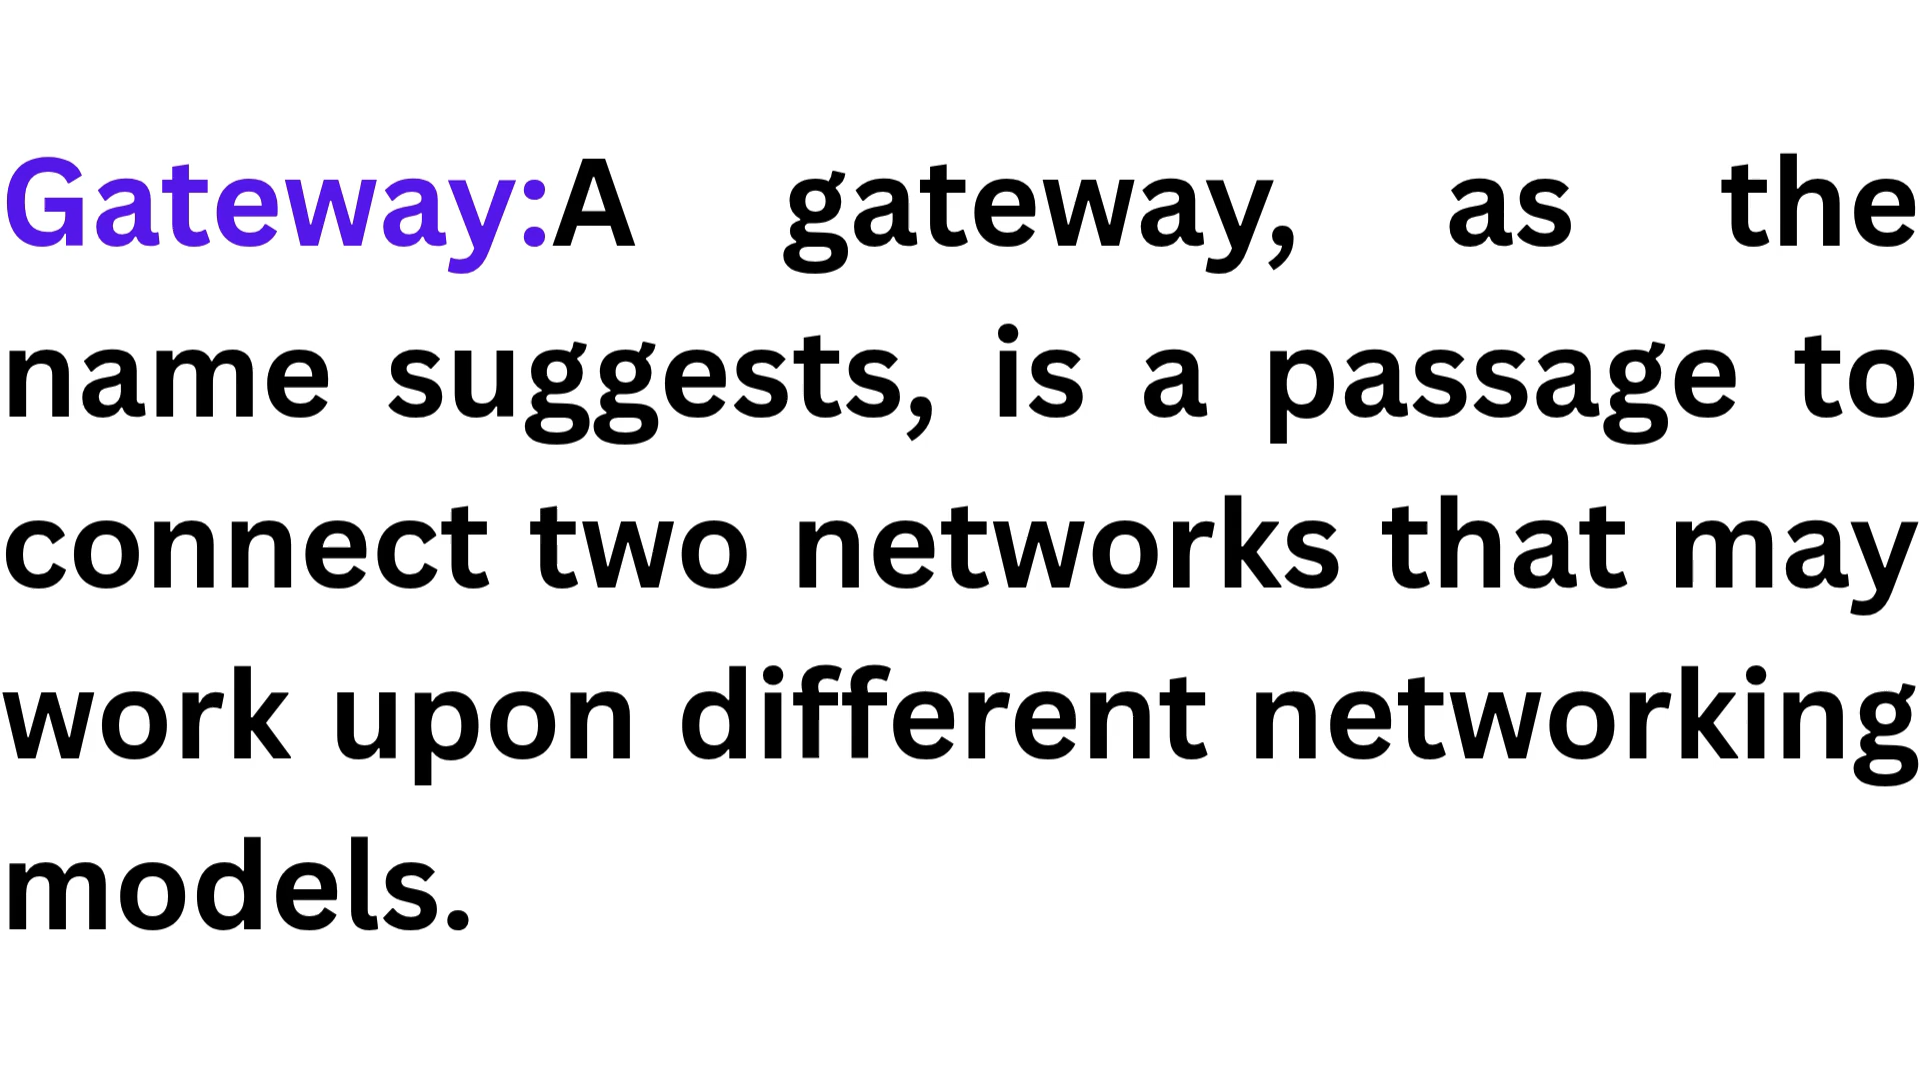 Gateway:A gateway, as the
name suggests, is a passage to
connect two networks that may
work upon different networking
models.